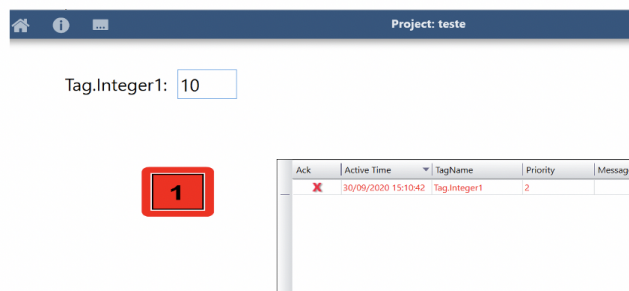 Project: teste
Tag.Integer1: 10
1
Ack Active Time TagName Priority Messag
30/09/2020 15:10:42 Tag.Integer1 2